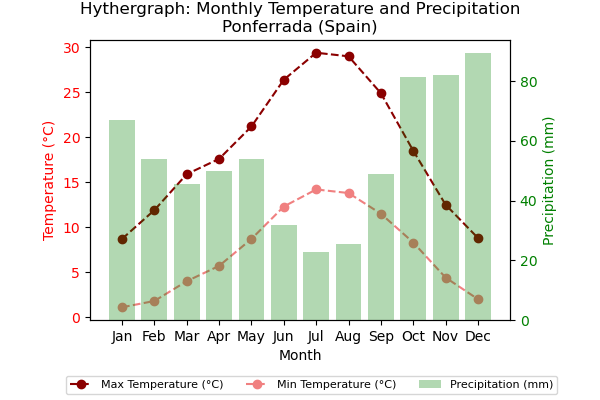 Hythergraph: Monthly Temperature and Precipitation
Ponferrada (Spain)
Temperature (°C)
30
25
20
15
10
5
0
Precipitation (mm)
80
60
40
20
0
Jan Feb Mar Apr May Jun Jul Aug Sep Oct Nov Dec
Month
Max Temperature (°C) Min Temperature (°C) Precipitation (mm)